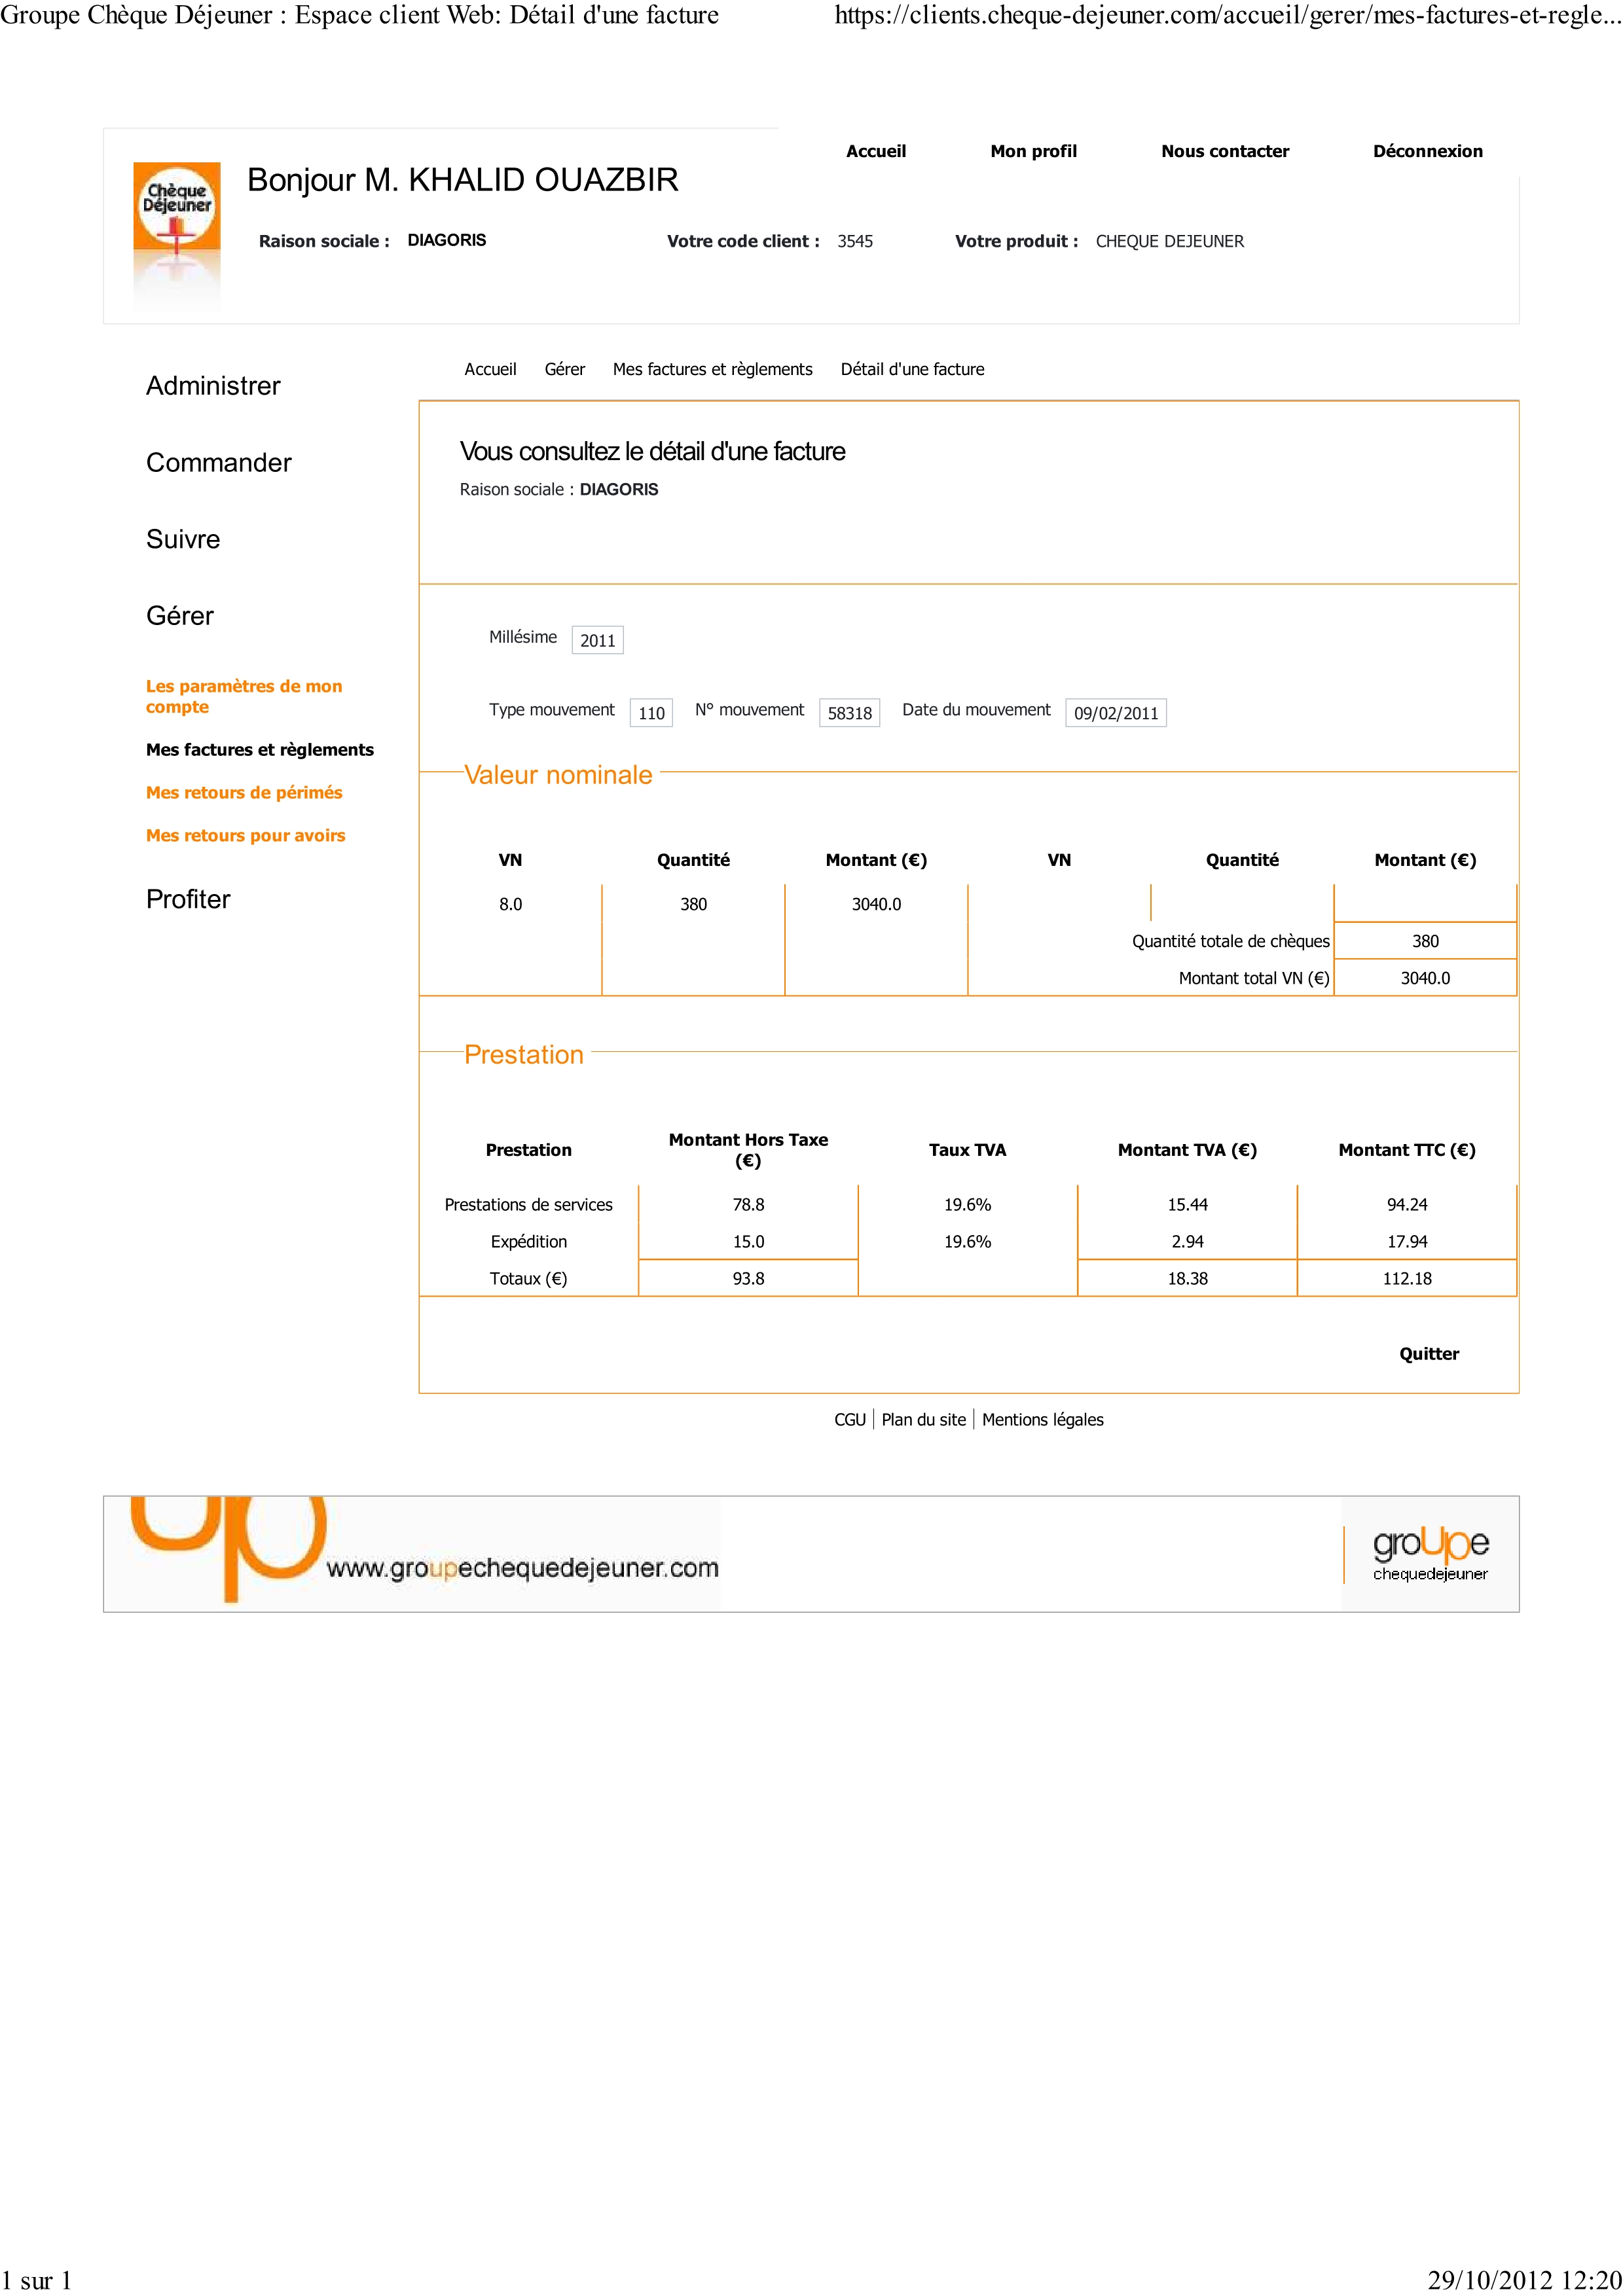 Groupe Chèque Déjeuner : Espace client Web: Détail d'une facture
https://clients.cheque-dejeuner.com/accueil/gerer/mes-factures-et-regle...
Accueil Mon profil Nous contacter Déconnexion
Chèque
Déjeuner
Bonjour M. KHALID OUAZBIR
Raison sociale : DIAGORIS Votre code client : 3545 Votre produit : CHEQUE DEJEUNER
Administrer
Commander
Suivre
Gérer
Les paramètres de mon
compte
Mes factures et règlements
Mes retours de périmés
Mes retours pour avoirs
Profiter
Accueil Gérer Mes factures et règlements Détail d'une facture
Vous consultez le détail d'une facture
Raison sociale : DIAGORIS
Millésime 2011
Type mouvement 110 N° mouvement 58318 Date du mouvement 09/02/2011
Valeur nominale
VN Quantité Montant (€) VN Quantité Montant (€)
8.0 380 3040.0
Quantité totale de chèques 380
Montant total VN (€) 3040.0
Prestation
Prestation Montant Hors Taxe (€) Taux TVA Montant TVA (€) Montant TTC (€)
Prestations de services 78.8 19.6% 15.44 94.24
Expédition 15.0 19.6% 2.94 17.94
Totaux (€) 93.8 18.38 112.18
Quitter
CGU Plan du site Mentions légales
up
www.groupechequedejeuner.com
groUpe
chequedejeuner
1 sur 1
29/10/2012 12:20